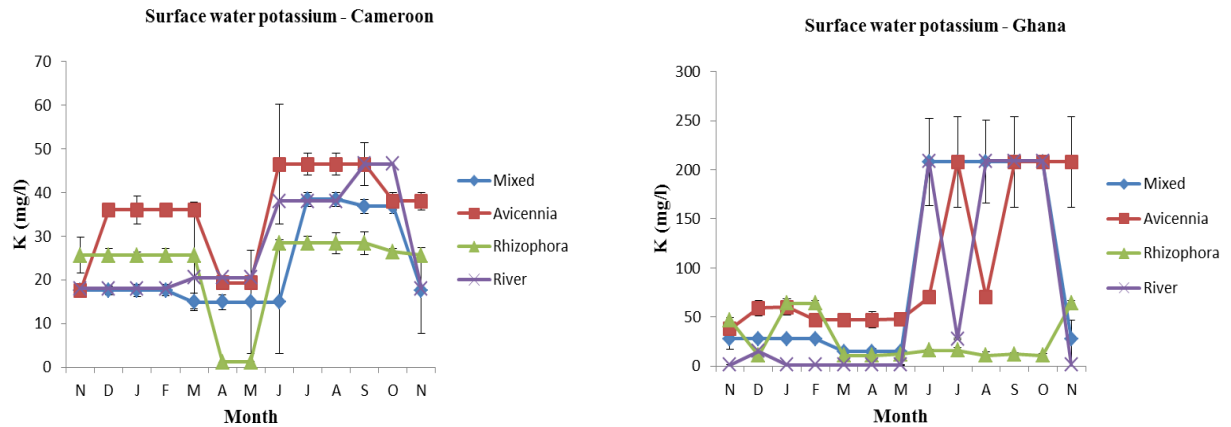 Surface water potassium - Cameroon
K (mg/l)
70
60
50
40
30
20
10
0
N D J F M A M J J A S O N
Month
Mixed
Avicennia
Rhizophora
River
Surface water potassium - Ghana
K (mg/l)
300
250
200
150
100
50
0
N D J F M A M J J A S O N
Month
Mixed
Avicennia
Rhizophora
River